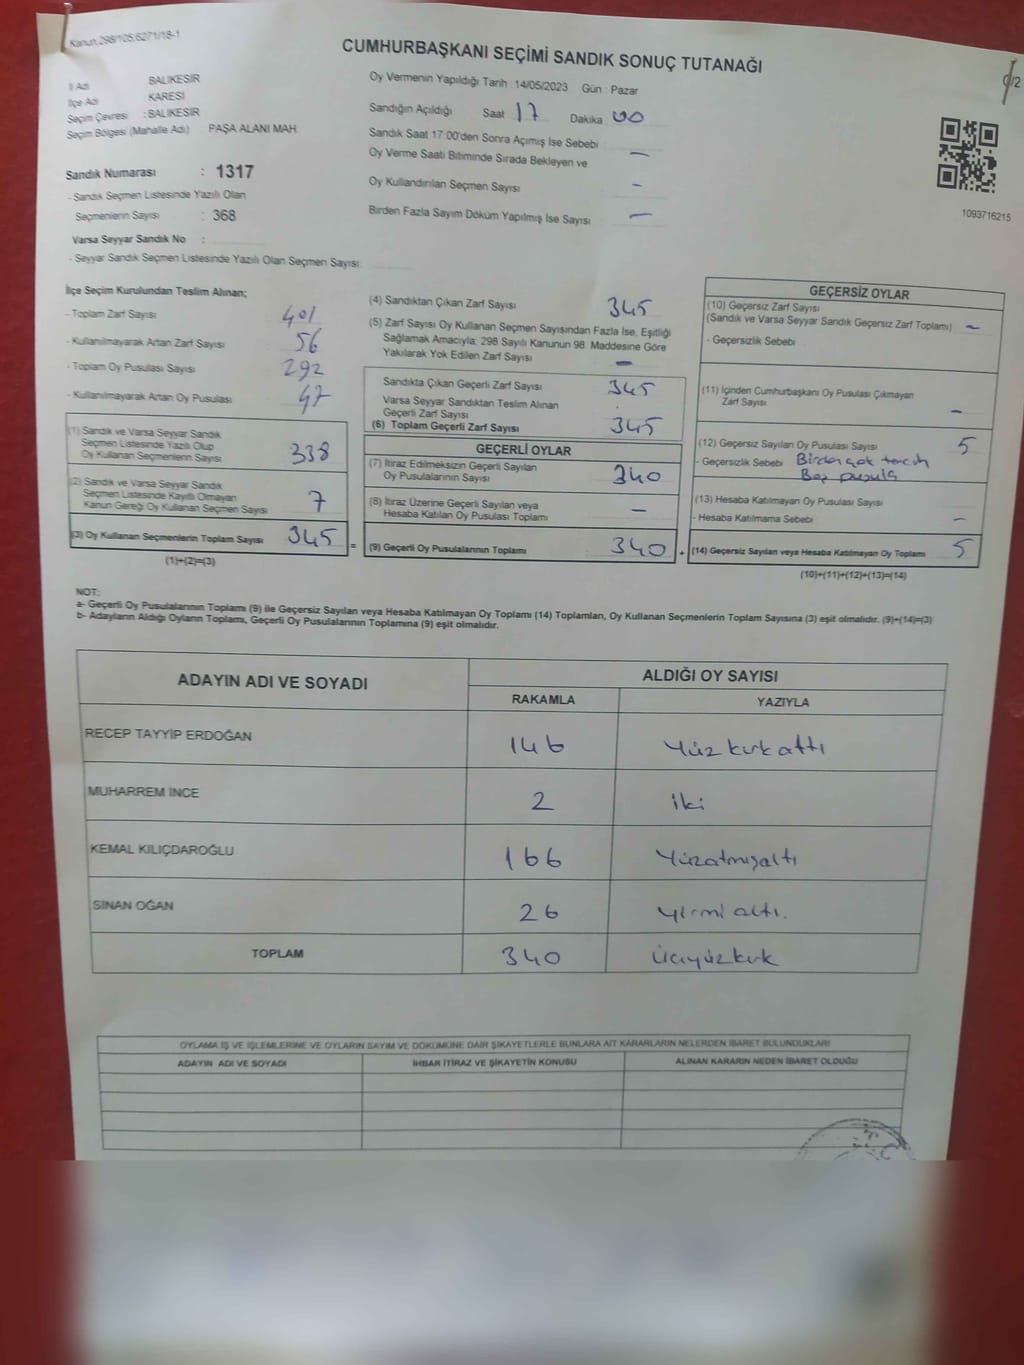 Kanun:298/105,6271/18-1
CUMHURBAŞKANI SEÇİMİ SANDIK SONUÇ TUTANAĞI
İl Adı BALIKESİR
İlçe Adı KARESİ
Seçim Çevresi : BALIKESİR
Seçim Bölgesi (Mahalle Adı) PAŞA ALANI MAH.
Sandık Numarası : 1317
- Sandık Seçmen Listesinde Yazılı Olan
Seçmenlerin Sayısı : 368
Varsa Seyyar Sandık No :
- Seyyar Sandık Seçmen Listesinde Yazılı Olan Seçmen Sayısı:
Oy Vermenin Yapıldığı Tarih : 14/05/2023 Gün : Pazar
Sandığın Açıldığı Saat 17 Dakika 00
Sandık Saat 17:00'den Sonra Açımış İse Sebebi :
Oy Verme Saati Bitiminde Sırada Bekleyen ve —
Oy Kullandırılan Seçmen Sayısı –
Birden Fazla Sayım Döküm Yapılmış İse Sayısı —
1093716215
İlçe Seçim Kurulundan Teslim Alınan;
- Toplam Zarf Sayısı 401
- Kullanılmayarak Artan Zarf Sayısı 56
- Toplam Oy Pusulası Sayısı 292
- Kullanılmayarak Artan Oy Pusulası 47
(1) Sandık ve Varsa Seyyar Sandık
Seçmen Listesinde Yazılı Olup
Oy Kullanan Seçmenlerin Sayısı 338
(2) Sandık ve Varsa Seyyar Sandık
Seçmen Listesinde Kayıtlı Olmayan
Kanun Gereği Oy Kullanan Seçmen Sayısı 7
(3) Oy Kullanan Seçmenlerin Toplam Sayısı 345 =
(1)+(2)=(3)
(4) Sandıktan Çıkan Zarf Sayısı 345
(5) Zarf Sayısı Oy Kullanan Seçmen Sayısından Fazla İse, Eşitliği
Sağlamak Amacıyla, 298 Sayılı Kanunun 98. Maddesine Göre
Yakılarak Yok Edilen Zarf Sayısı —
Sandıkta Çıkan Geçerli Zarf Sayısı 345
Varsa Seyyar Sandıktan Teslim Alınan
Geçerli Zarf Sayısı
(6) Toplam Geçerli Zarf Sayısı 345
GEÇERLİ OYLAR
(7) İtiraz Edilmeksizin Geçerli Sayılan
Oy Pusulalarının Sayısı 340
(8) İtiraz Üzerine Geçerli Sayılan veya
Hesaba Katılan Oy Pusulası Toplamı —
(9) Geçerli Oy Pusulalarının Toplamı 340 +
GEÇERSİZ OYLAR
(10) Geçersiz Zarf Sayısı
(Sandık ve Varsa Seyyar Sandık Geçersiz Zarf Toplamı) —
- Geçersizlik Sebebi
(11) İçinden Cumhurbaşkanı Oy Pusulası Çıkmayan
Zarf Sayısı —
(12) Geçersiz Sayılan Oy Pusulası Sayısı 5
- Geçersizlik Sebebi Birden çok tercih
Boş pusula
(13) Hesaba Katılmayan Oy Pusulası Sayısı
- Hesaba Katılmama Sebebi —
(14) Geçersiz Sayılan veya Hesaba Katılmayan Oy Toplamı 5
(10)+(11)+(12)+(13)=(14)
NOT:
a- Geçerli Oy Pusulalarının Toplamı (9) ile Geçersiz Sayılan veya Hesaba Katılmayan Oy Toplamı (14) Toplamları, Oy Kullanan Seçmenlerin Toplam Sayısına (3) eşit olmalıdır. (9)+(14)=(3)
b- Adayların Aldığı Oyların Toplamı, Geçerli Oy Pusulalarının Toplamına (9) eşit olmalıdır.
ADAYIN ADI VE SOYADI ALDIĞI OY SAYISI
RAKAMLA YAZIYLA
RECEP TAYYİP ERDOĞAN 146 Yüzkırkaltı
MUHARREM İNCE 2 iki
KEMAL KILIÇDAROĞLU 166 Yüzatmışaltı
SİNAN OĞAN 26 yirmialtı.
TOPLAM 340 Üçyüzkırk
OYLAMA İŞ VE İŞLEMLERİNE VE OYLARIN SAYIM VE DÖKÜMÜNE DAİR ŞİKAYETLERLE BUNLARA AİT KARARLARIN NELERDEN İBARET BULUNDUKLARI
ADAYIN ADI VE SOYADI İHBAR İTİRAZ VE ŞİKAYETİN KONUSU ALINAN KARARIN NEDEN İBARET OLDUĞU
T.C.